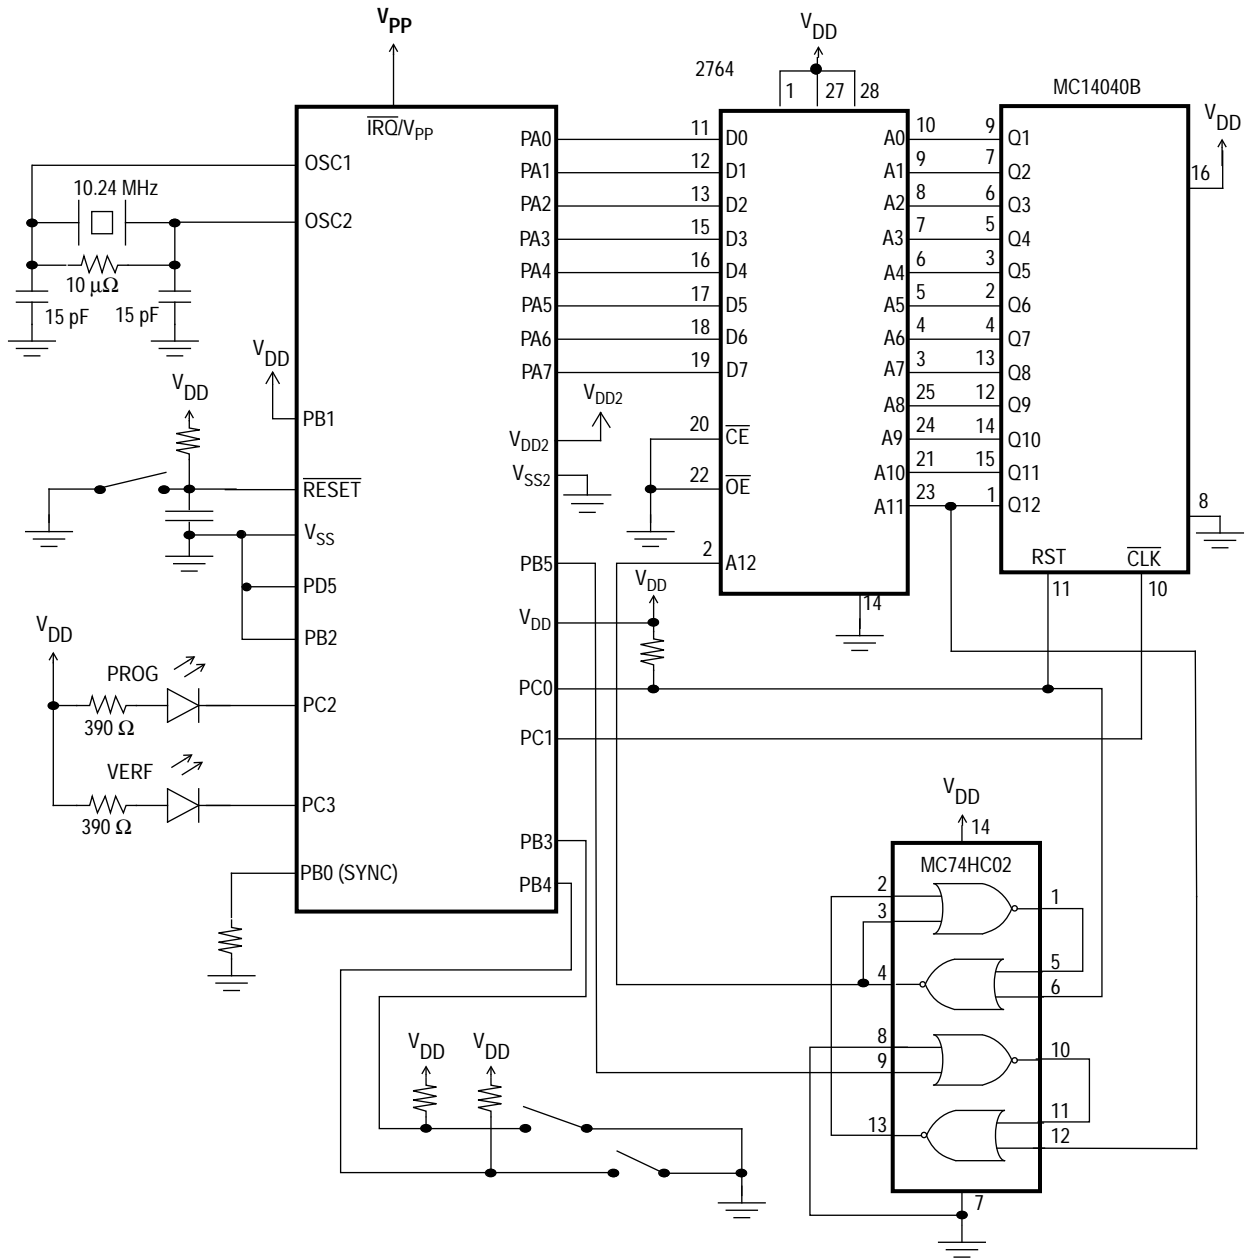 VPP
IRQ/VPP
OSC1
OSC2
10.24 MHz
10 μΩ
15 pF
15 pF
VDD
PB1
VDD
RESET
VSS
PD5
PB2
VDD
PROG
390 Ω
PC2
VERF
390 Ω
PC3
PB0 (SYNC)
PA0
PA1
PA2
PA3
PA4
PA5
PA6
PA7
VDD2
VDD2
VSS2
PB5
VDD
VDD
PC0
PC1
PB3
PB4
2764
VDD
1 27 28
11 D0 A0 10
12 D1 A1 9
13 D2 A2 8
15 D3 A3 7
16 D4 A4 6
17 D5 A5 5
18 D6 A6 4
19 D7 A7 3
A8 25
20 CE A9 24
22 OE A10 21
A11 23
2 A12
14
MC14040B
VDD
16
9 Q1
7 Q2
6 Q3
5 Q4
3 Q5
2 Q6
4 Q7
13 Q8
12 Q9
14 Q10
15 Q11
1 Q12
8
RST CLK
11 10
VDD
14
MC74HC02
2 1
3
5
4 6
8 10
9
11
13 12
7
VDD VDD